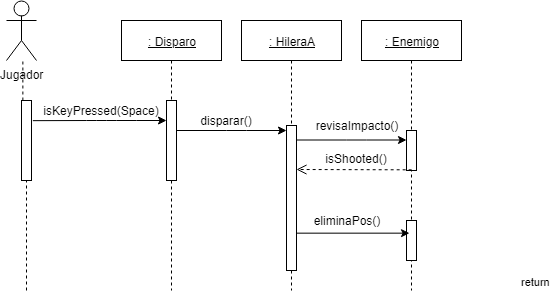 : Disparo
: HileraA
: Enemigo
Jugador
isKeyPressed(Space)
disparar()
revisaImpacto()
isShooted()
eliminaPos()
return